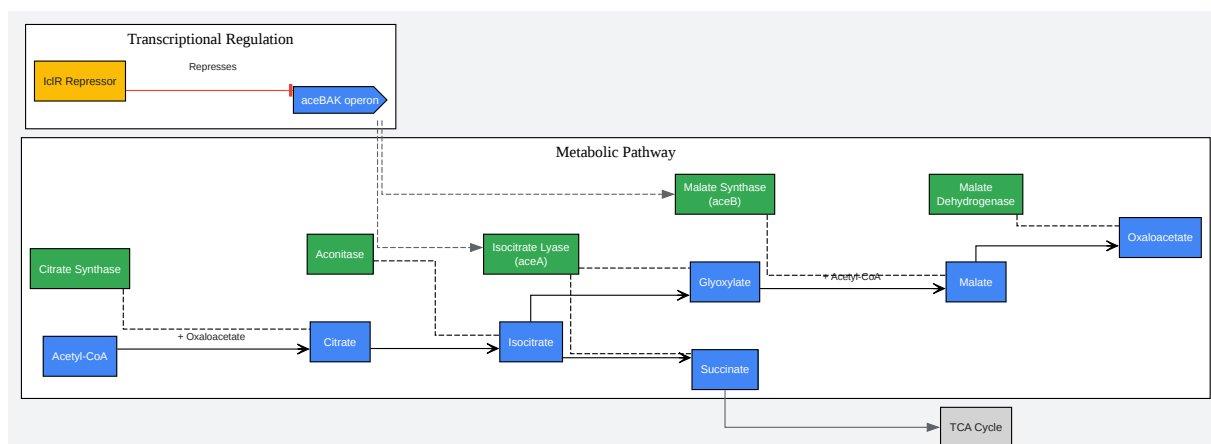 Transcriptional Regulation
Represses
IclR Repressor
aceBAK operon
Metabolic Pathway
Malate Synthase
(aceB)
Malate
Dehydrogenase
Oxaloacetate
Aconitase
Isocitrate Lyase
(aceA)
Citrate Synthase
Glyoxylate
+ Acetyl-CoA
Malate
+ Oxaloacetate
Citrate
Isocitrate
Acetyl-CoA
Succinate
TCA Cycle